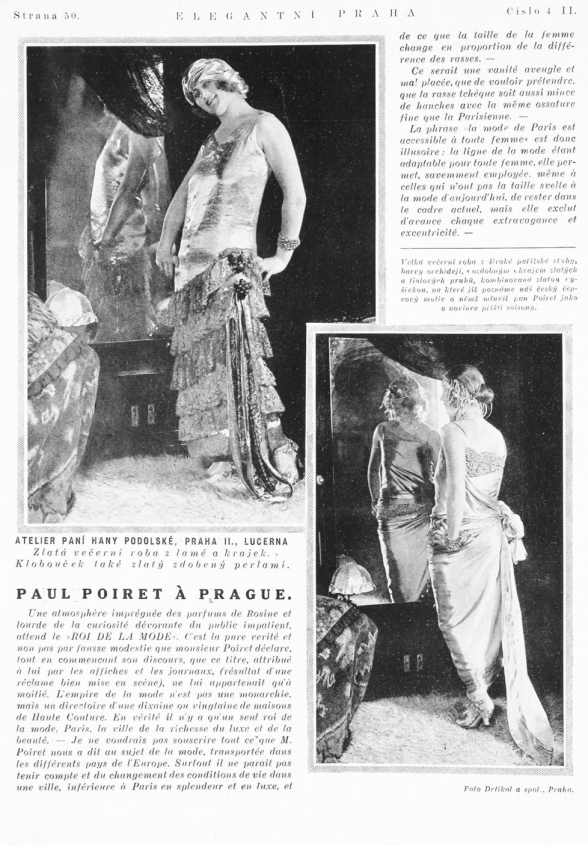 Strana 50.
ELEGANTNÍ PRAHA
Číslo 4 II.
ATELIER PANÍ HANY PODOLSKÉ, PRAHA II., LUCERNA
Zlatá večerní roba z lamé a krajek. -
Klobouček také zlatý zdobený perlami.
PAUL POIRET À PRAGUE.
Une atmosphère imprégnée des parfums de Rosine et
lourde de la curiosité dévorante du public impatient,
attend le »ROI DE LA MODE«. C'est la pure verité et
non pas par fausse modestie que monsieur Poiret déclare,
tout en commencant son discours, que ce titre, attribué
à lui par les affiches et les journaux, (résultat d'une
réclame bien mise en scène), ne lui appartenait qu'à
moitié. L'empire de la mode n'est pas une monarchie,
mais un directoire d'une dixaine ou vingtaine de maisons
de Haute Couture. En vérité il n'y a qu'un seul roi de
la mode, Paris, la ville de la richesse du luxe et de la
beauté. — Je ne voudrais pas souscrire tout ce que M.
Poiret nous a dit au sujet de la mode, transportée dans
les différents pays de l'Europe. Surtout il ne parait pas
tenir compte et du changement des conditions de vie dans
une ville, inférieure à Paris en splendeur et en luxe, et
de ce que la taille de la femme
change en proportion de la diffé-
rence des rasses. —
Ce serait une vanité aveugle et
mal placée, que de vouloir prétendre,
que la rasse tchèque soit aussi mince
de hanches avec la même ossature
fine que la Parisienne. —
La phrase »la mode de Paris est
accessible à toute femme« est donc
illusoire: la ligne de la mode étant
adaptable pour toute femme, elle per-
met, savemment employée, même à
celles qui n'ont pas la taille svelte à
la mode d'aujourd'hui, de rester dans
le cadre actuel, mais elle exclut
d'avance chaque extravagance et
excentricité. —
Velká večerní roba z široké pařížské stuhy,
barvy orchidejí, s ozdobným okrajem zlatých
a fialových pruhů, kombinovaná zlatou vý-
šivkou, na které již poznáme náš český čep-
cový motiv o němž mluvil pan Poiret jako
o novince příští saisony.
Foto Drtikol a spol., Praha.